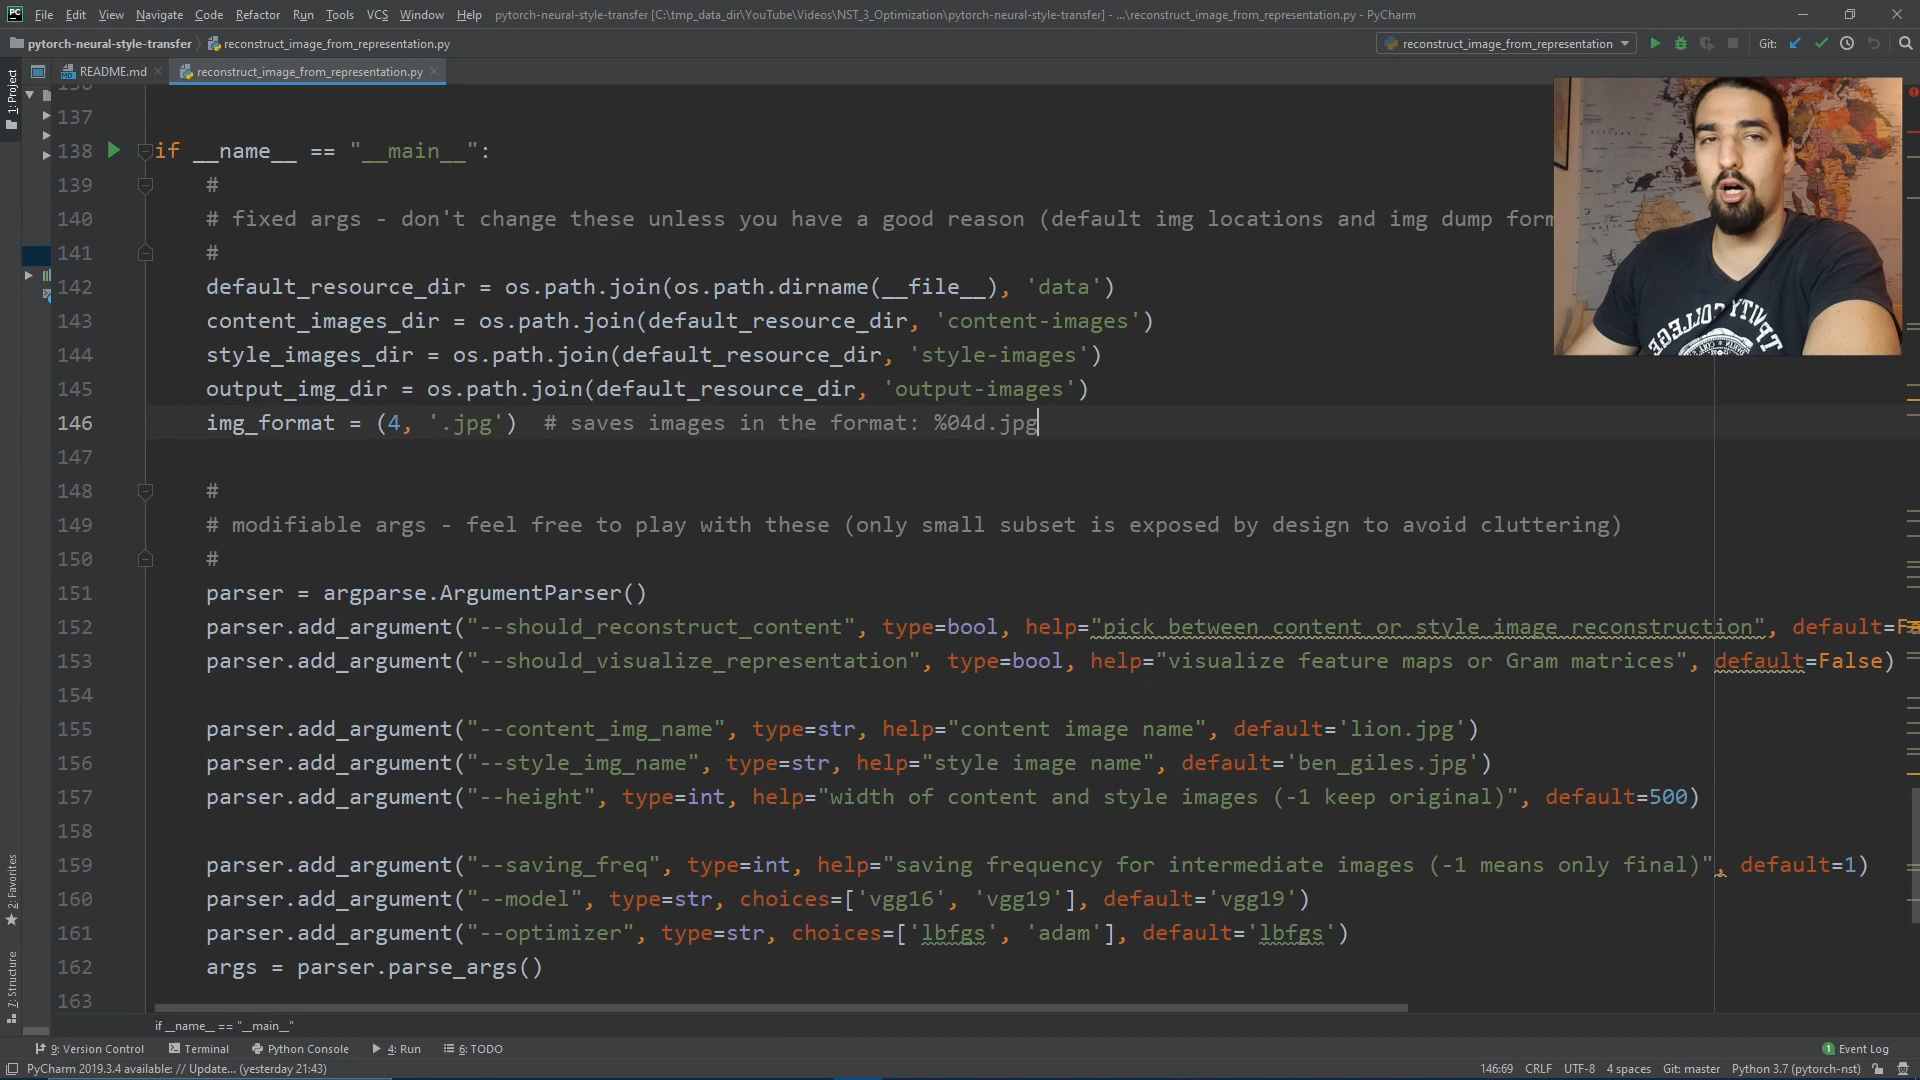 PC File Edit View Navigate Code Refactor Run Tools VCS Window Help pytorch-neural-style-transfer [C:\tmp_data_dir\YouTube\Videos\NST_3_Optimization\pytorch-neural-style-transfer] - ...\reconstruct_image_from_representation.py - PyCharm
pytorch-neural-style-transfer reconstruct_image_from_representation.py reconstruct_image_from_representation Git:
README.md reconstruct_image_from_representation.py
1: Project
137
138 if __name__ == "__main__":
139 #
140 # fixed args - don't change these unless you have a good reason (default img locations and img dump form
141 #
142 default_resource_dir = os.path.join(os.path.dirname(__file__), 'data')
143 content_images_dir = os.path.join(default_resource_dir, 'content-images')
144 style_images_dir = os.path.join(default_resource_dir, 'style-images')
145 output_img_dir = os.path.join(default_resource_dir, 'output-images')
146 img_format = (4, '.jpg')  # saves images in the format: %04d.jpg
147
148 #
149 # modifiable args - feel free to play with these (only small subset is exposed by design to avoid cluttering)
150 #
151 parser = argparse.ArgumentParser()
152 parser.add_argument("--should_reconstruct_content", type=bool, help="pick between content or style image reconstruction", default=Fa
153 parser.add_argument("--should_visualize_representation", type=bool, help="visualize feature maps or Gram matrices", default=False)
154
155 parser.add_argument("--content_img_name", type=str, help="content image name", default='lion.jpg')
156 parser.add_argument("--style_img_name", type=str, help="style image name", default='ben_giles.jpg')
157 parser.add_argument("--height", type=int, help="width of content and style images (-1 keep original)", default=500)
158
159 parser.add_argument("--saving_freq", type=int, help="saving frequency for intermediate images (-1 means only final)", default=1)
160 parser.add_argument("--model", type=str, choices=['vgg16', 'vgg19'], default='vgg19')
161 parser.add_argument("--optimizer", type=str, choices=['lbfgs', 'adam'], default='lbfgs')
162 args = parser.parse_args()
163
2: Favorites
7: Structure
if __name__ == "__main__"
9: Version Control Terminal Python Console 4: Run 6: TODO 1 Event Log
PyCharm 2019.3.4 available: // Update... (yesterday 21:43) 146:69 CRLF UTF-8 4 spaces Git: master Python 3.7 (pytorch-nst)